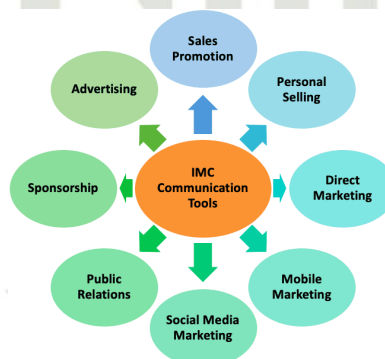 Sales
Promotion
Advertising
Personal
Selling
IMC
Communication
Tools
Sponsorship
Direct
Marketing
Public
Relations
Mobile
Marketing
Social Media
Marketing